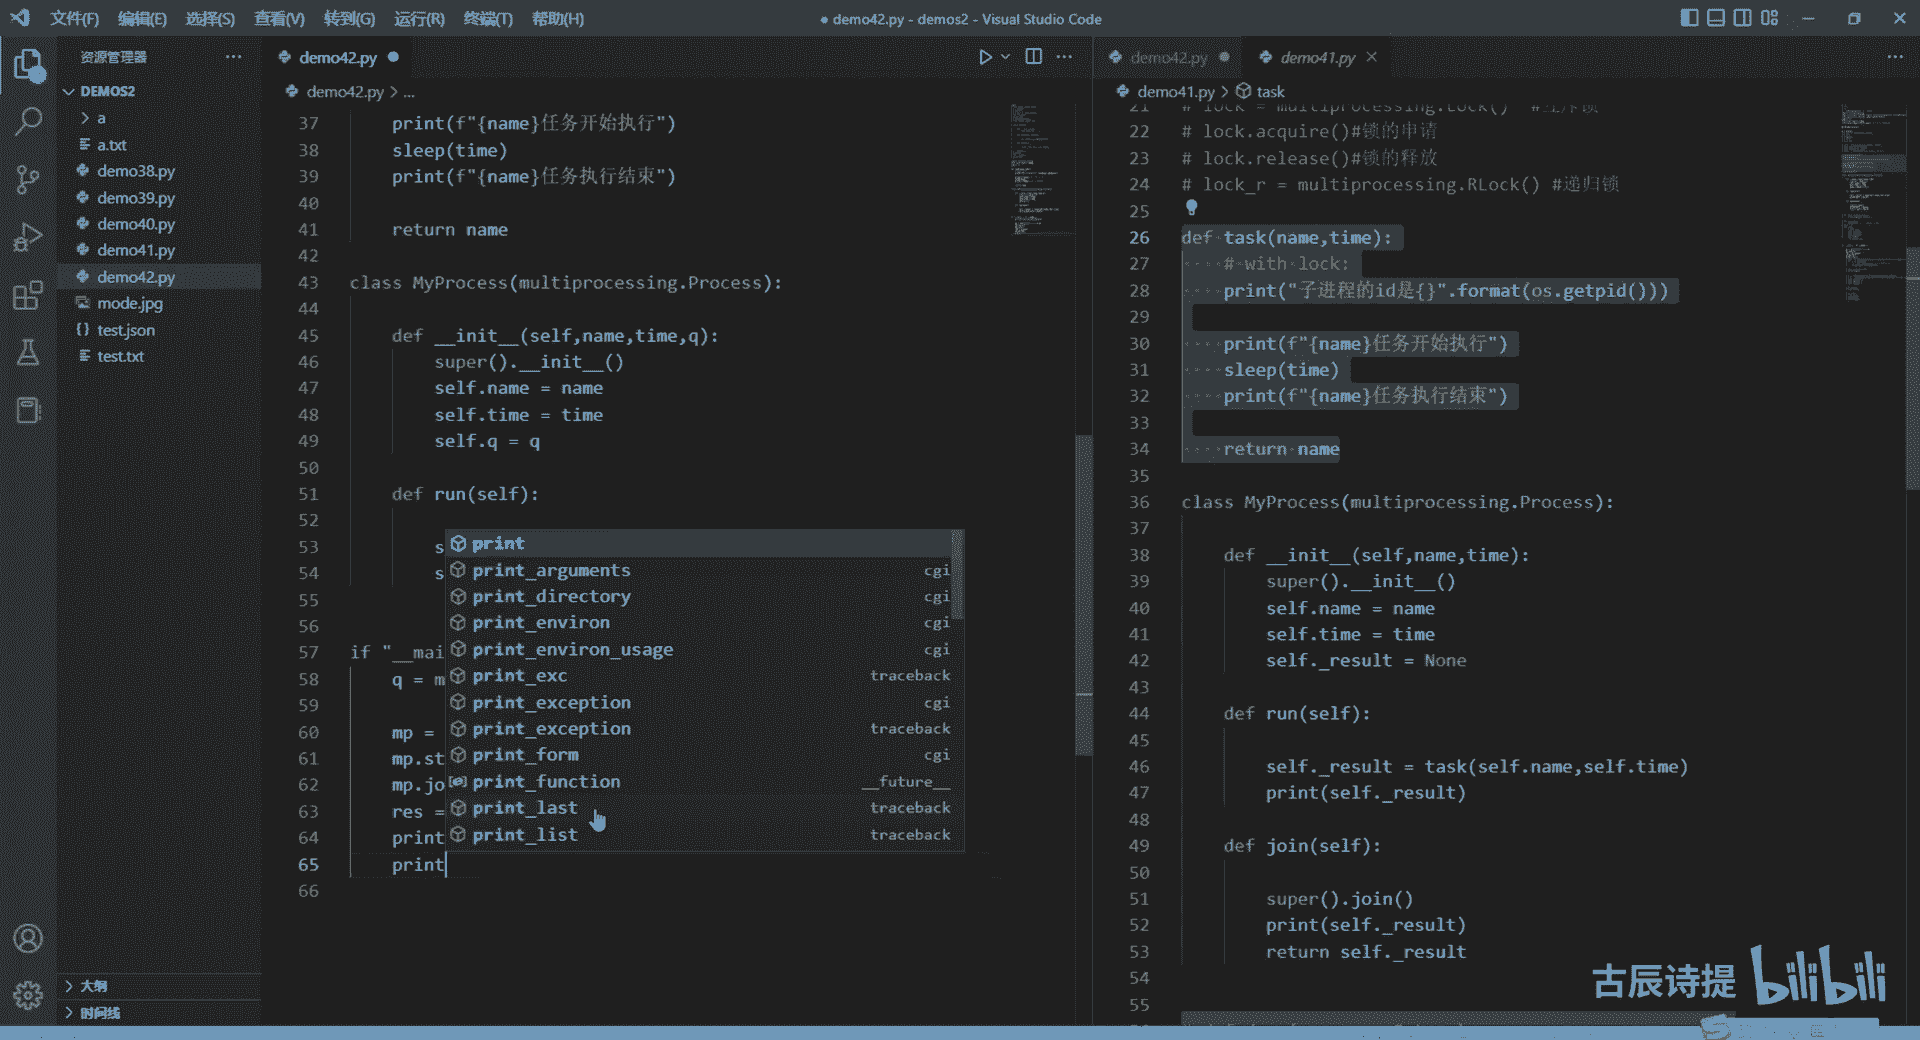 文件(F) 编辑(E) 选择(S) 查看(V) 转到(G) 运行(R) 终端(T) 帮助(H)
● demo42.py - demos2 - Visual Studio Code
资源管理器
DEMOS2
a
a.txt
demo38.py
demo39.py
demo40.py
demo41.py
demo42.py
mode.jpg
{} test.json
test.txt
大纲
时间线
demo42.py
demo42.py > ...
37 print(f"{name}任务开始执行")
38 sleep(time)
39 print(f"{name}任务执行结束")
40
41 return name
42
43 class MyProcess(multiprocessing.Process):
44
45 def __init__(self,name,time,q):
46 super().__init__()
47 self.name = name
48 self.time = time
49 self.q = q
50
51 def run(self):
52
53 s
54 s
55
56
57 if "__mai
58 q = m
59
60 mp =
61 mp.st
62 mp.jo
63 res =
64 print
65 print
66
print
print_arguments cgi
print_directory cgi
print_environ cgi
print_environ_usage cgi
print_exc traceback
print_exception cgi
print_exception traceback
print_form cgi
print_function __future__
print_last traceback
print_list traceback
demo42.py
demo41.py
demo41.py > task
21 # lock = multiprocessing.Lock() #互斥锁
22 # lock.acquire()#锁的申请
23 # lock.release()#锁的释放
24 # lock_r = multiprocessing.RLock() #递归锁
25
26 def task(name,time):
27 # with lock:
28 print("子进程的id是{}".format(os.getpid()))
29
30 print(f"{name}任务开始执行")
31 sleep(time)
32 print(f"{name}任务执行结束")
33
34 return name
35
36 class MyProcess(multiprocessing.Process):
37
38 def __init__(self,name,time):
39 super().__init__()
40 self.name = name
41 self.time = time
42 self._result = None
43
44 def run(self):
45
46 self._result = task(self.name,self.time)
47 print(self._result)
48
49 def join(self):
50
51 super().join()
52 print(self._result)
53 return self._result
54
55
古辰诗提 bilibili